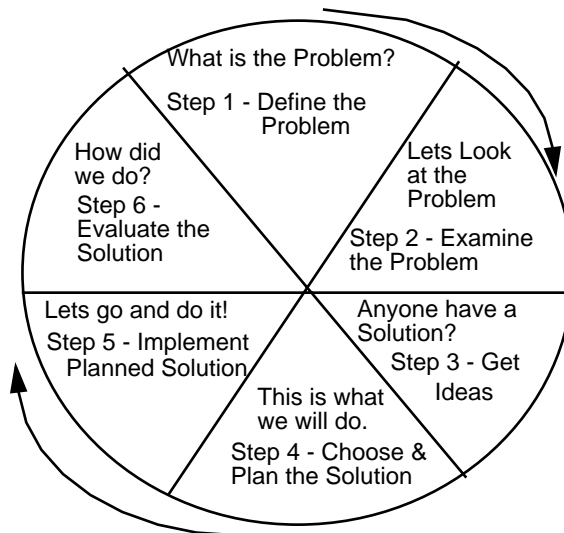 What is the Problem?
Step 1 - Define the
Problem
Lets Look
at the
Problem
Step 2 - Examine
the Problem
Anyone have a
Solution?
Step 3 - Get
Ideas
This is what
we will do.
Step 4 - Choose &
Plan the Solution
Lets go and do it!
Step 5 - Implement
Planned Solution
How did
we do?
Step 6 -
Evaluate the
Solution